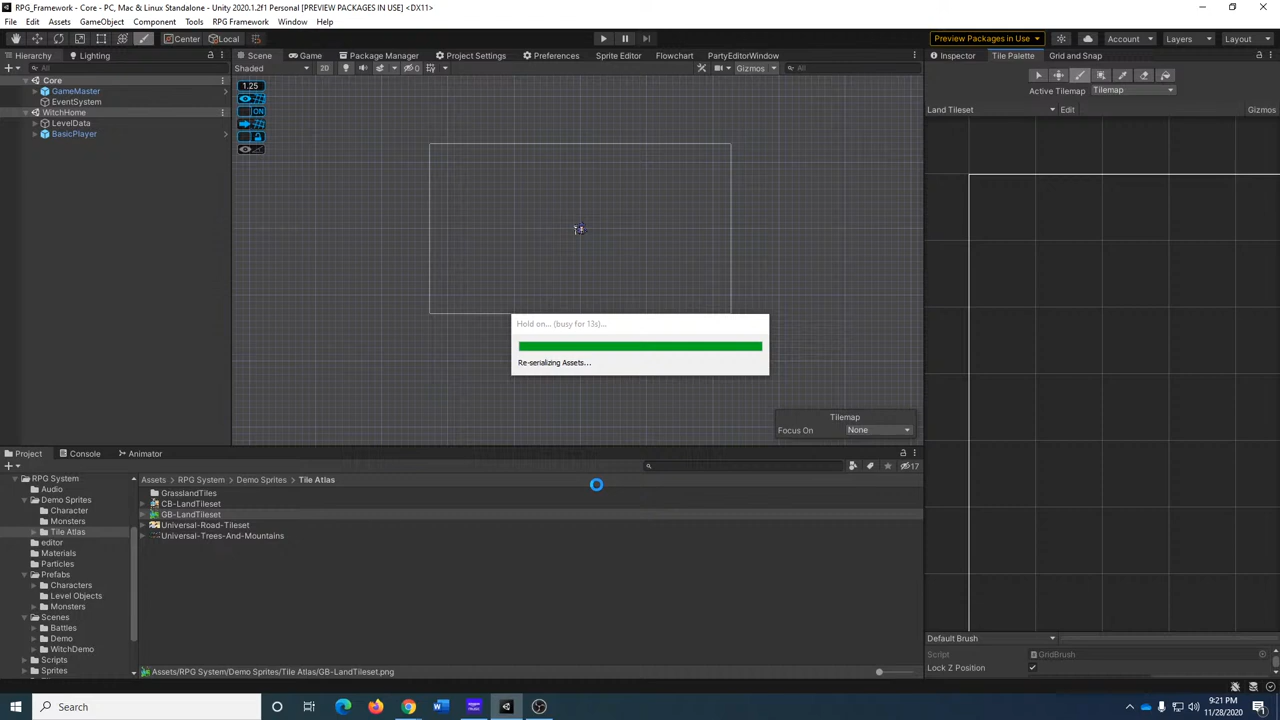 RPG_Framework - Core - PC, Mac & Linux Standalone - Unity 2020.1.2f1 Personal [PREVIEW PACKAGES IN USE] <DX11>
File Edit Assets GameObject Component Tools RPG Framework Window Help
Center Local Preview Packages in Use Account Layers Layout
Hierarchy Lighting Scene Game Package Manager Project Settings Preferences Sprite Editor Flowchart PartyEditorWindow Inspector Tile Palette Grid and Snap
All Shaded 2D 0 Gizmos All
Core
GameMaster
EventSystem
WitchHome
LevelData
BasicPlayer
1.25
ON
Active Tilemap Tilemap
Land Tileset Edit Gizmos
Hold on... (busy for 13s)...
Re-serializing Assets...
Tilemap
Focus On None
Project Console Animator
17
RPG System
Audio
Demo Sprites
Character
Monsters
Tile Atlas
editor
Materials
Particles
Prefabs
Characters
Level Objects
Monsters
Scenes
Battles
Demo
WitchDemo
Scripts
Sprites
Assets > RPG System > Demo Sprites > Tile Atlas
GrasslandTiles
CB-LandTileset
GB-LandTileset
Universal-Road-Tileset
Universal-Trees-And-Mountains
Assets/RPG System/Demo Sprites/Tile Atlas/GB-LandTileset.png
Default Brush
Script GridBrush
Lock Z Position
Search
9:21 PM
11/28/2020